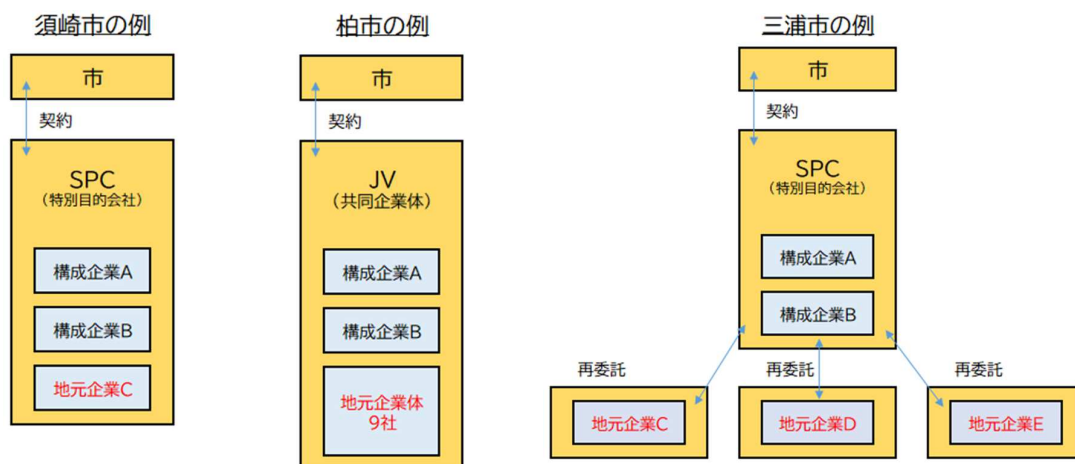 須崎市の例
市
契約
SPC
（特別目的会社）
構成企業A
構成企業B
地元企業C
柏市の例
市
契約
JV
（共同企業体）
構成企業A
構成企業B
地元企業体
9社
三浦市の例
市
契約
SPC
（特別目的会社）
構成企業A
構成企業B
再委託
再委託
再委託
地元企業C
地元企業D
地元企業E